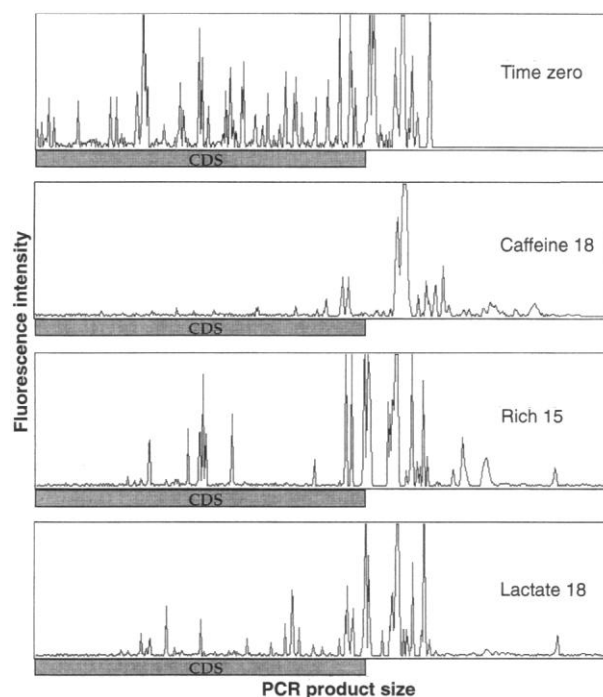 Time zero
CDS
Caffeine 18
CDS
Rich 15
CDS
Lactate 18
CDS
Fluorescence intensity
PCR product size